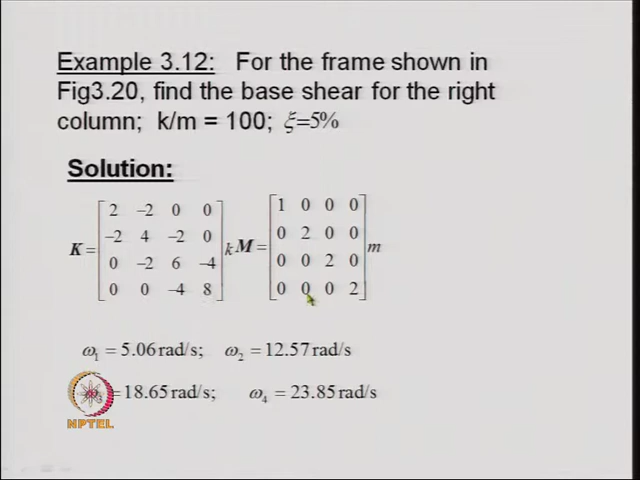 Example 3.12: For the frame shown in
Fig3.20, find the base shear for the right
column; k/m = 100; ξ=5%
Solution:
K = [2 −2 0 0; −2 4 −2 0; 0 −2 6 −4; 0 0 −4 8] k M = [1 0 0 0; 0 2 0 0; 0 0 2 0; 0 0 0 2] m
ω₁ = 5.06 rad/s; ω₂ = 12.57 rad/s
ω₃ = 18.65 rad/s; ω₄ = 23.85 rad/s
NPTEL